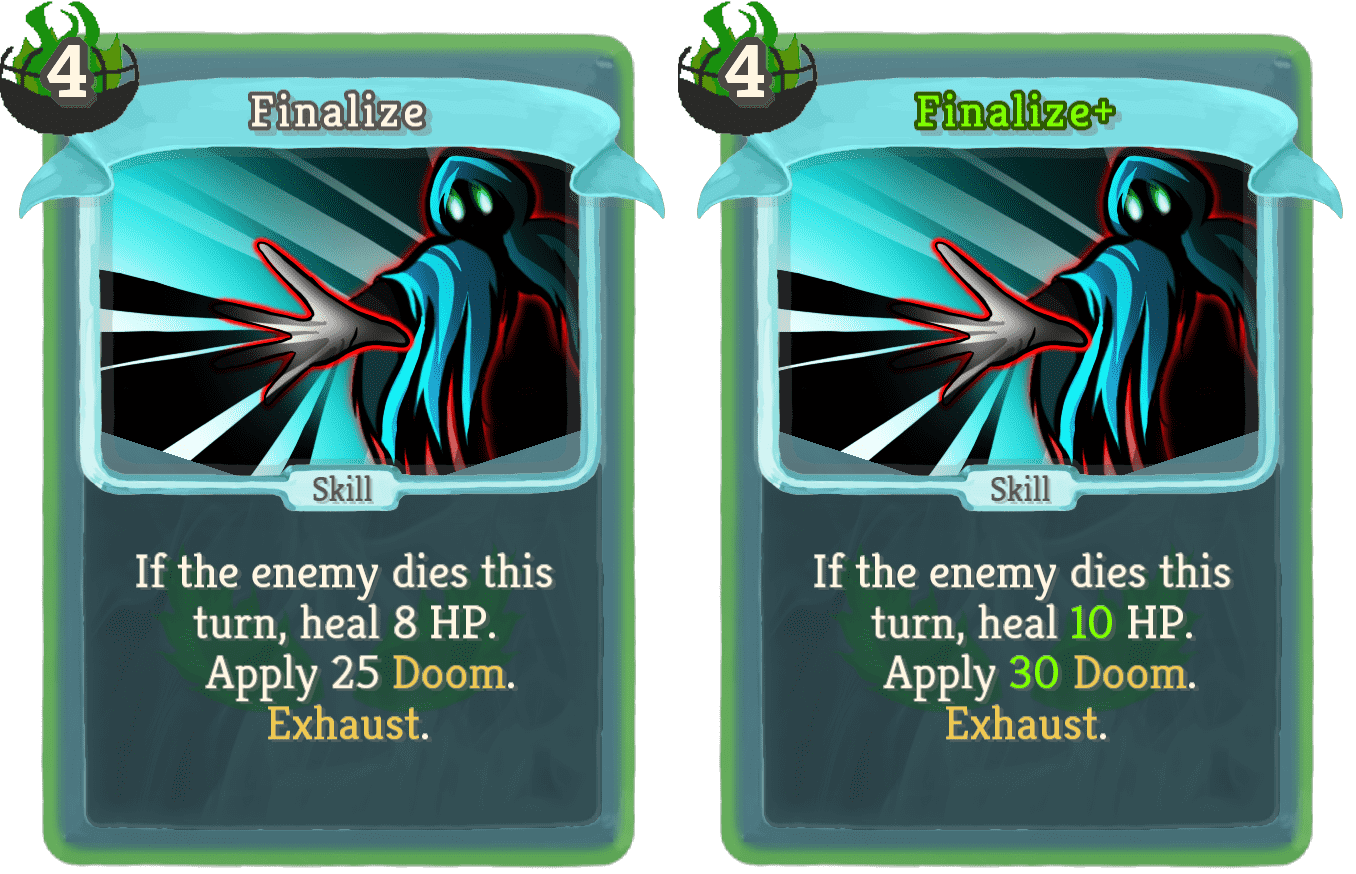 4
Finalize
Skill
If the enemy dies this
turn, heal 8 HP.
Apply 25 Doom.
Exhaust.
4
Finalize+
Skill
If the enemy dies this
turn, heal 10 HP.
Apply 30 Doom.
Exhaust.